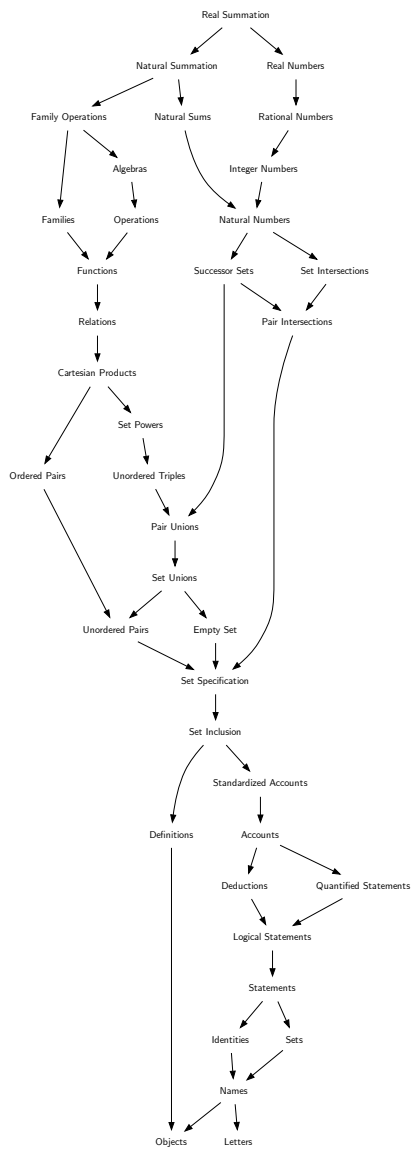 Real Summation
Natural Summation
Real Numbers
Family Operations
Natural Sums
Rational Numbers
Algebras
Integer Numbers
Families
Operations
Natural Numbers
Functions
Successor Sets
Set Intersections
Relations
Pair Intersections
Cartesian Products
Set Powers
Ordered Pairs
Unordered Triples
Pair Unions
Set Unions
Unordered Pairs
Empty Set
Set Specification
Set Inclusion
Standardized Accounts
Definitions
Accounts
Deductions
Quantified Statements
Logical Statements
Statements
Identities
Sets
Names
Objects
Letters